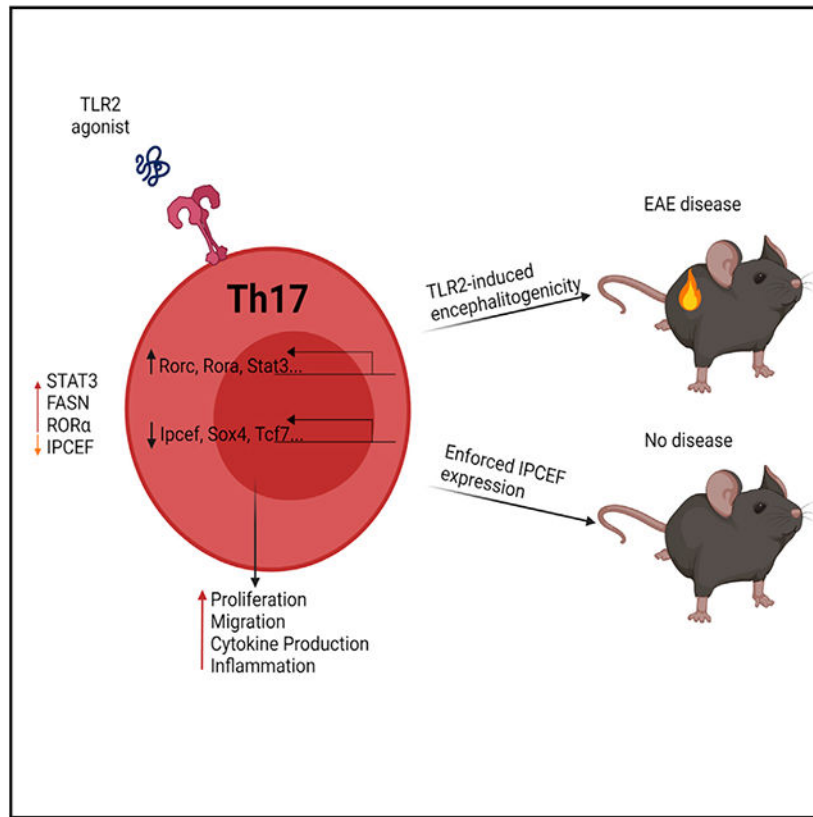 TLR2
agonist
Th17
↑ Rorc, Rora, Stat3...
↓ Ipcef, Sox4, Tcf7...
STAT3
FASN
RORα
IPCEF
Proliferation
Migration
Cytokine Production
Inflammation
TLR2-induced
encephalitogenicity
EAE disease
Enforced IPCEF
expression
No disease